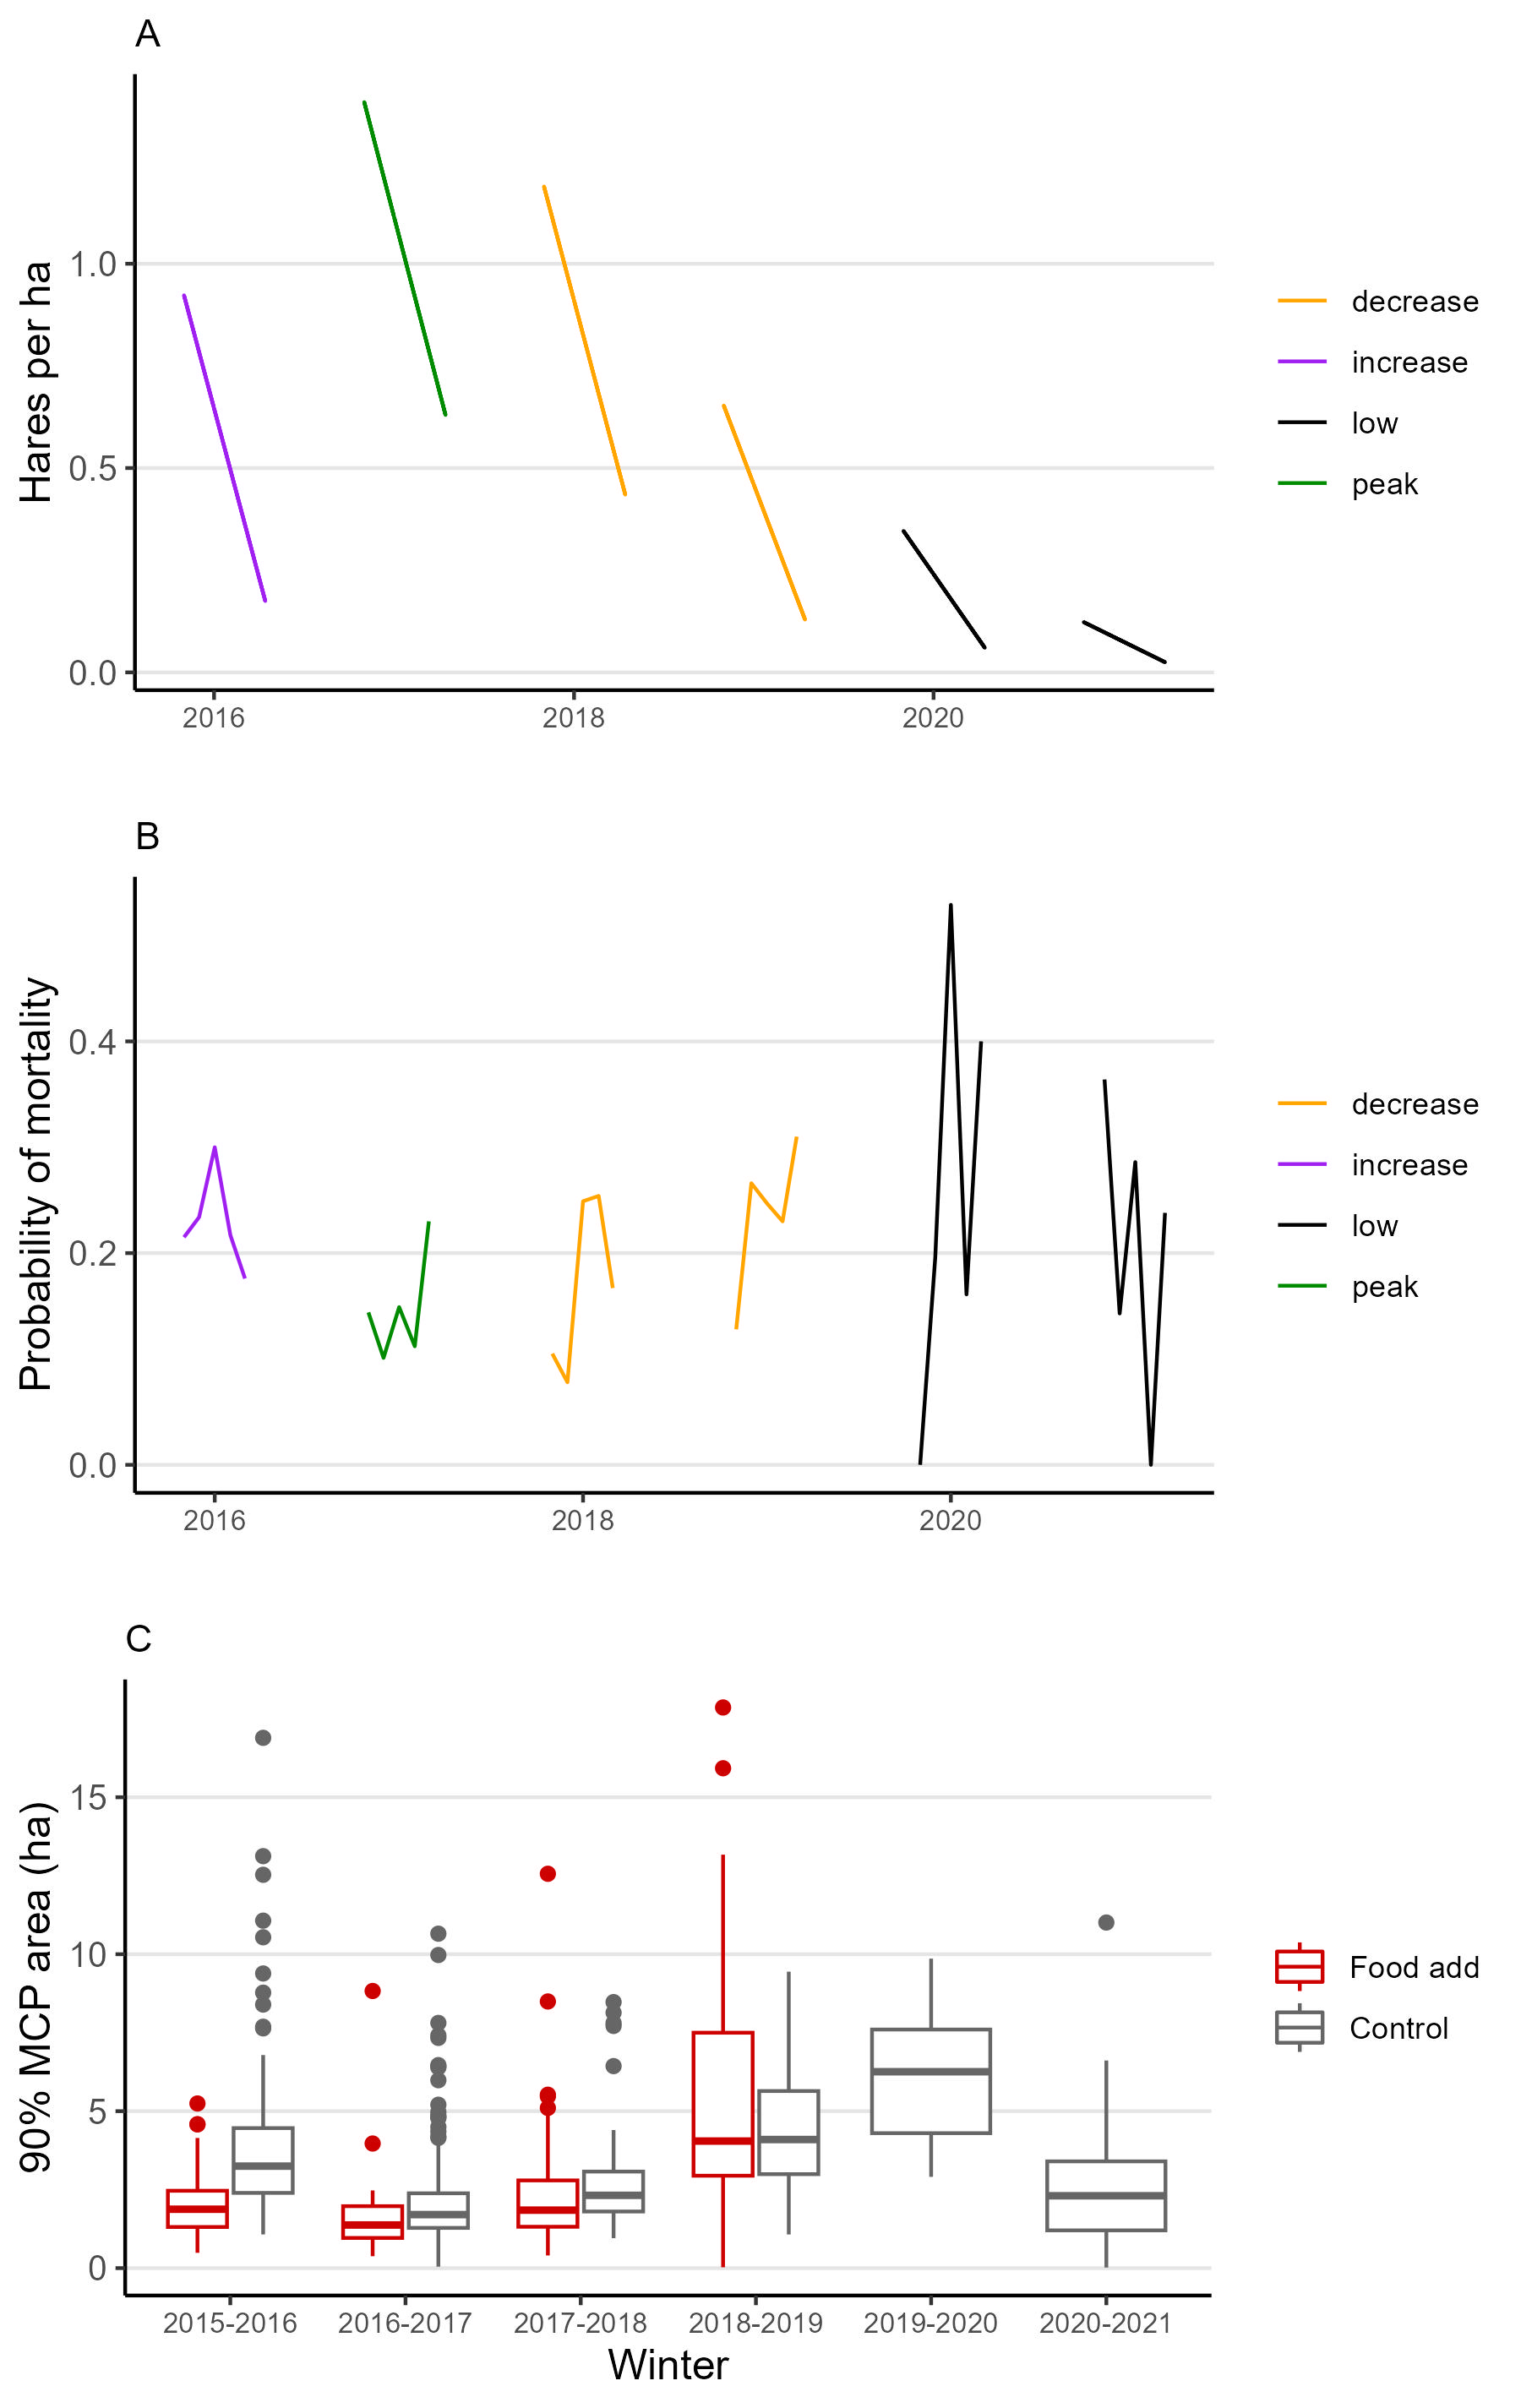 A
Hares per ha
1.0
0.5
0.0
2016 2018 2020
decrease
increase
low
peak
B
Probability of mortality
0.4
0.2
0.0
2016 2018 2020
decrease
increase
low
peak
C
90% MCP area (ha)
15
10
5
0
2015-2016 2016-2017 2017-2018 2018-2019 2019-2020 2020-2021
Winter
Food add
Control